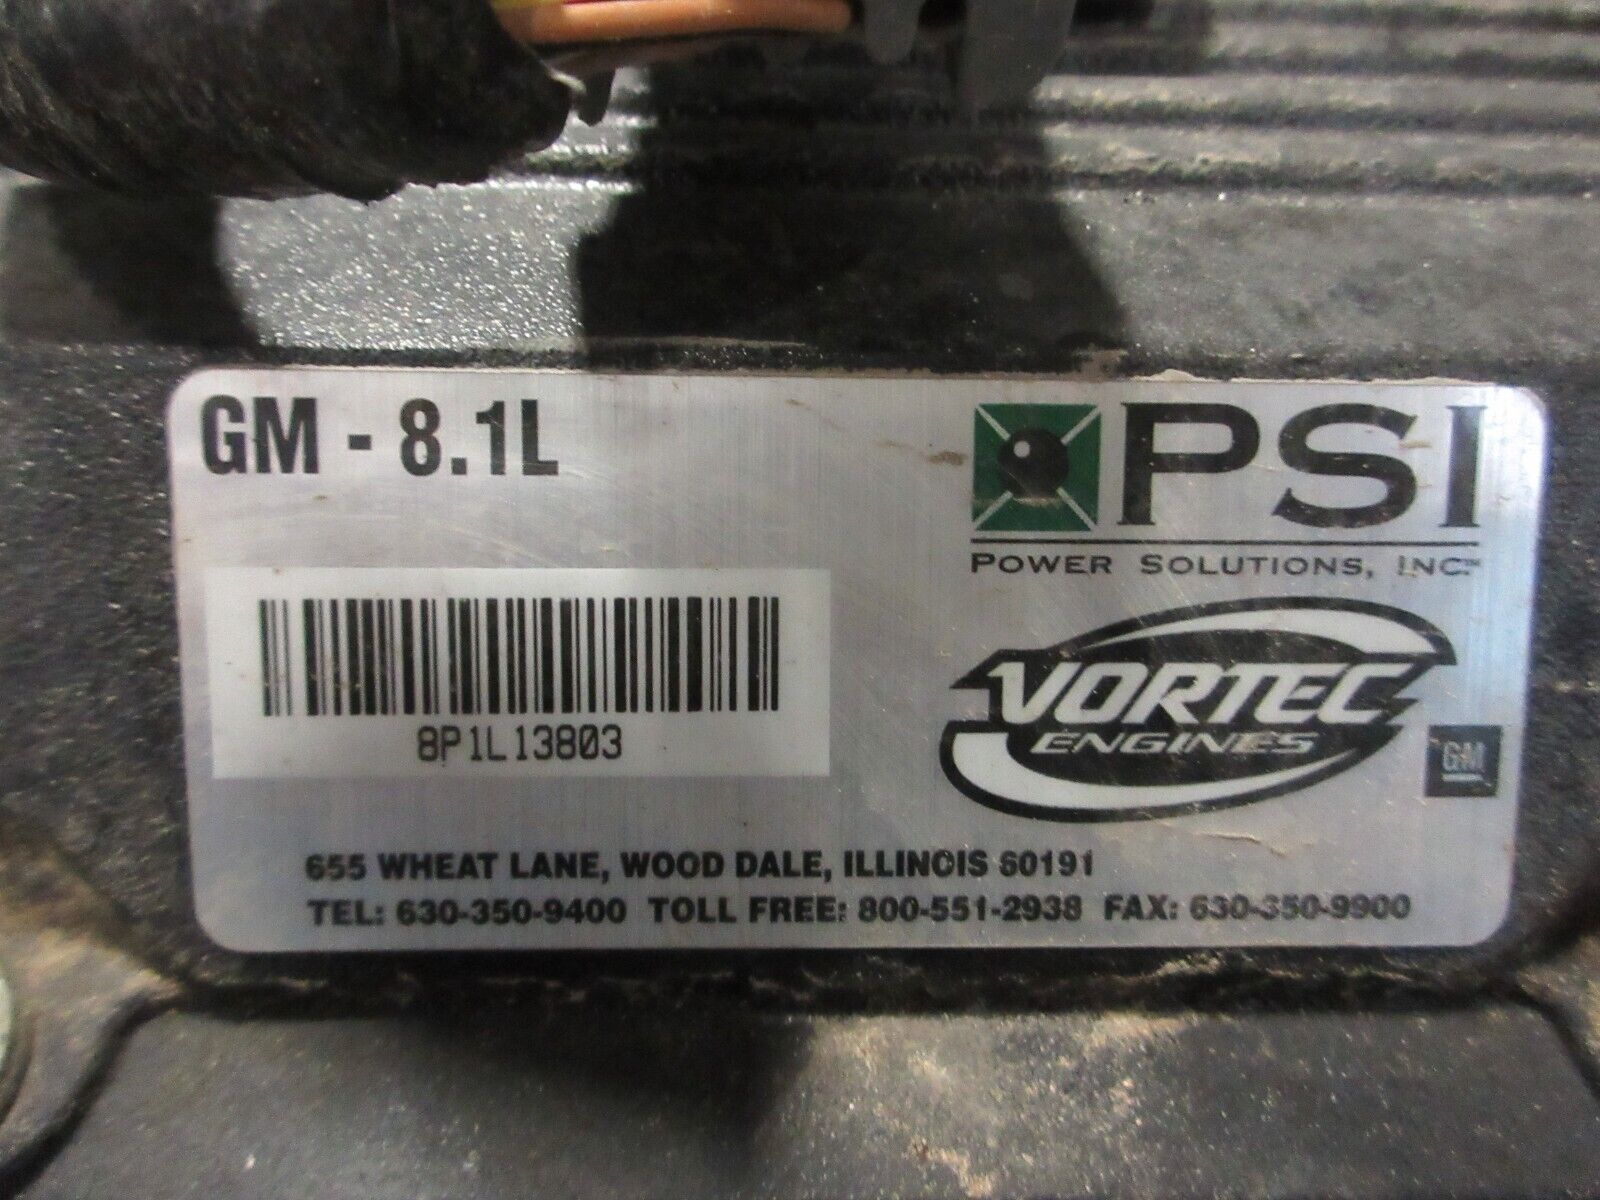 GM - 8.1L
PSI
POWER SOLUTIONS, INC.™
8P1L13803
VORTEC
ENGINES
GM
655 WHEAT LANE, WOOD DALE, ILLINOIS 60191
TEL: 630-350-9400 TOLL FREE: 800-551-2938 FAX: 630-350-9900